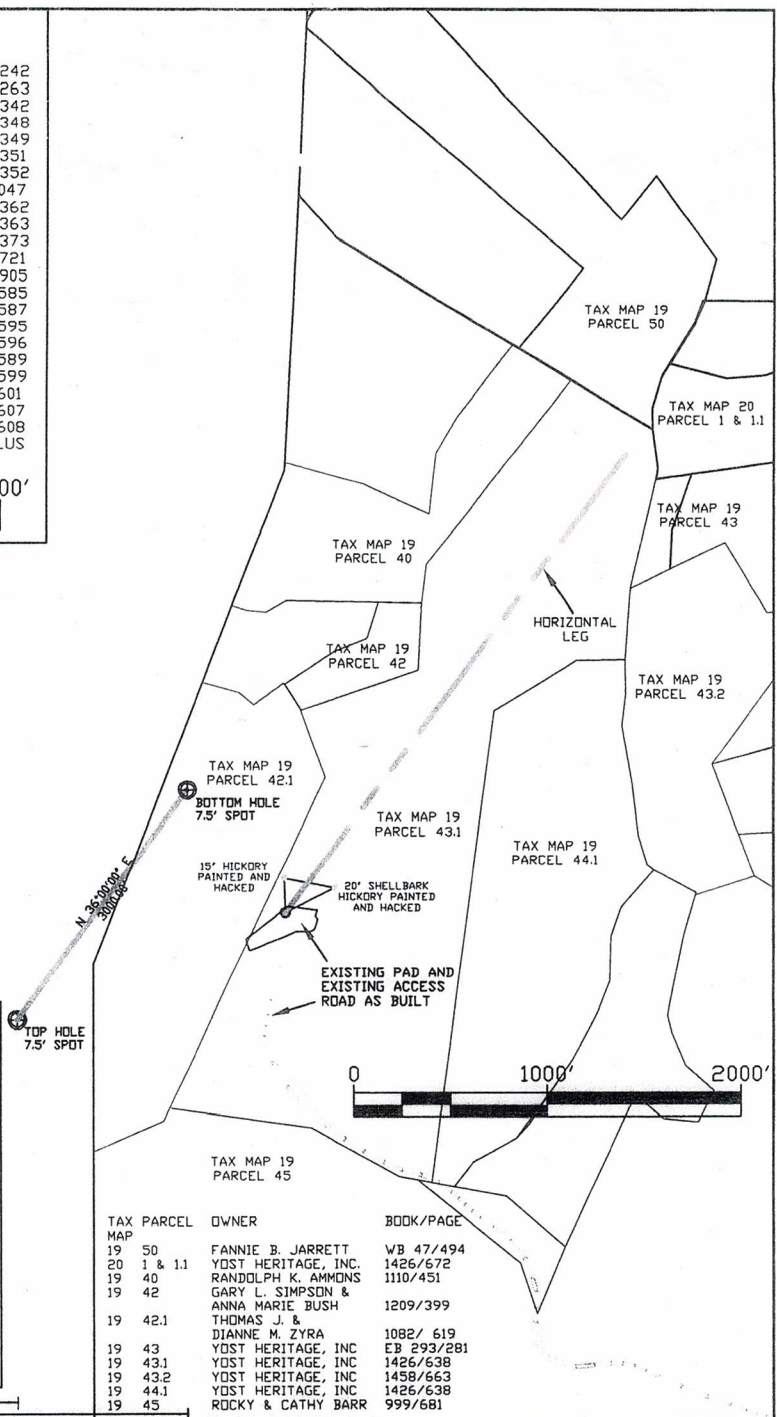 242
263
342
348
349
351
352
047
362
363
373
721
905
585
587
595
596
589
599
601
607
608
LUS
00'
TAX MAP 19
PARCEL 50
TAX MAP 20
PARCEL 1 & 1.1
TAX MAP 19
PARCEL 43
TAX MAP 19
PARCEL 40
HORIZONTAL
LEG
TAX MAP 19
PARCEL 42
TAX MAP 19
PARCEL 43.2
TAX MAP 19
PARCEL 42.1
BOTTOM HOLE
7.5' SPOT
TAX MAP 19
PARCEL 43.1
TAX MAP 19
PARCEL 44.1
15" HICKORY
PAINTED AND
HACKED
20" SHELLBARK
HICKORY PAINTED
AND HACKED
N 36°00'00" E
3000.00'
EXISTING PAD AND
EXISTING ACCESS
ROAD AS BUILT
TOP HOLE
7.5' SPOT
0 1000' 2000'
TAX MAP 19
PARCEL 45
TAX PARCEL OWNER BOOK/PAGE
MAP
19 50 FANNIE B. JARRETT WB 47/494
20 1 & 1.1 YOST HERITAGE, INC. 1426/672
19 40 RANDOLPH K. AMMONS 1110/451
19 42 GARY L. SIMPSON &
ANNA MARIE BUSH 1209/399
19 42.1 THOMAS J. &
DIANNE M. ZYRA 1082/ 619
19 43 YOST HERITAGE, INC EB 293/281
19 43.1 YOST HERITAGE, INC 1426/638
19 43.2 YOST HERITAGE, INC 1458/663
19 44.1 YOST HERITAGE, INC 1426/638
19 45 ROCKY & CATHY BARR 999/681